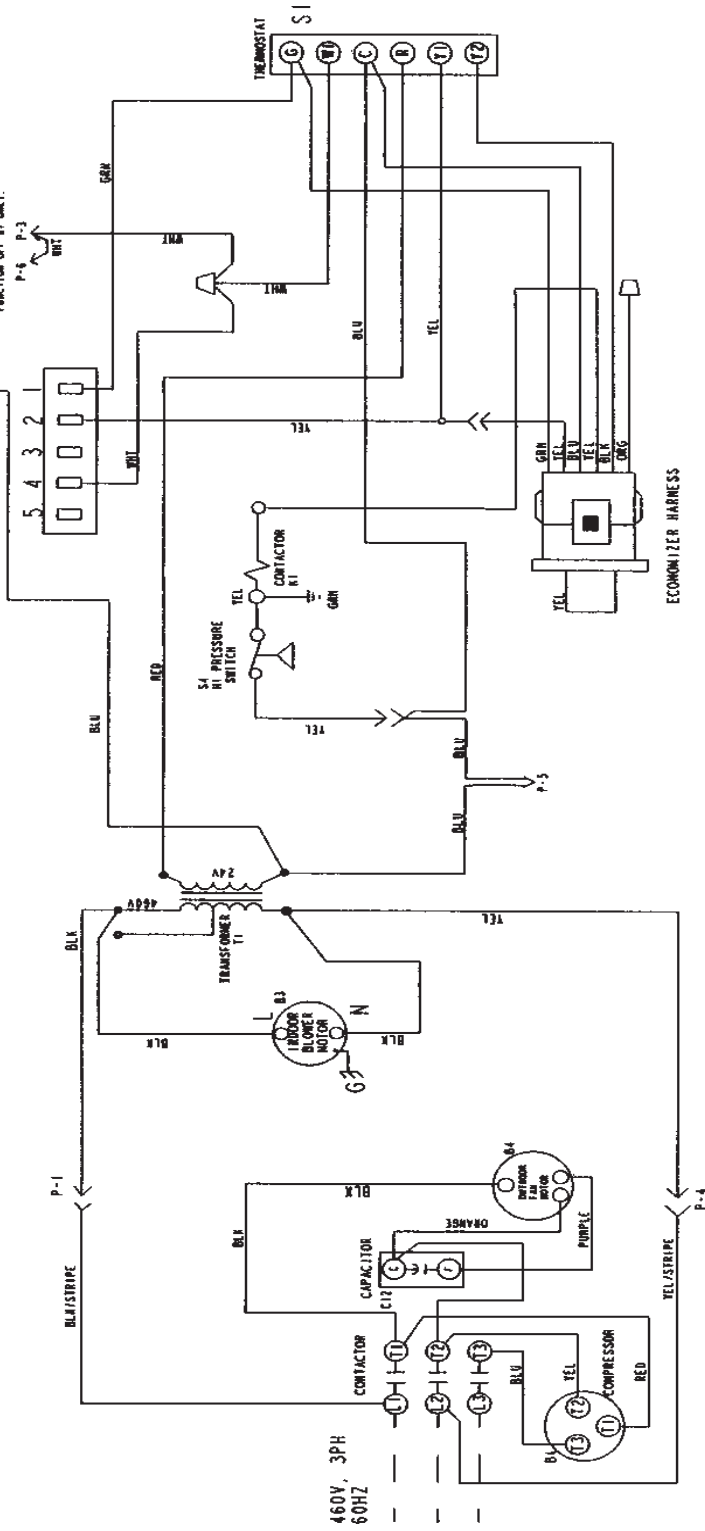 THERMOSTAT
S1
G
W1
C
R
Y1
Y2
GRN
P-6
P-3
WHT
WHT
WHT
BLU
YEL
1
2
3
4
5
WHT
YEL
RED
BLU
CONTACTOR
K1
YEL
GRN
S4
HI PRESSURE
SWITCH
YEL
BLU
BLU
P-5
GRN
YEL
BLU
YEL
BLK
ORG
YEL
ECONOMIZER HARNESS
BLK
460V
24V
TRANSFORMER
T1
YEL
L
B3
INDOOR
BLOWER
MOTOR
N
G
BLK
BLK
P-1
P-4
BLK/STRIPE
YEL/STRIPE
BLK
BLK
B4
OUTDOOR
FAN
MOTOR
ORANGE
PURPLE
CAPACITOR
C12
C
F
CONTACTOR
T1
T2
T3
L1
L2
L3
BLU
YEL
RED
COMPRESSOR
T2
T3
T1
460V, 3PH
60HZ